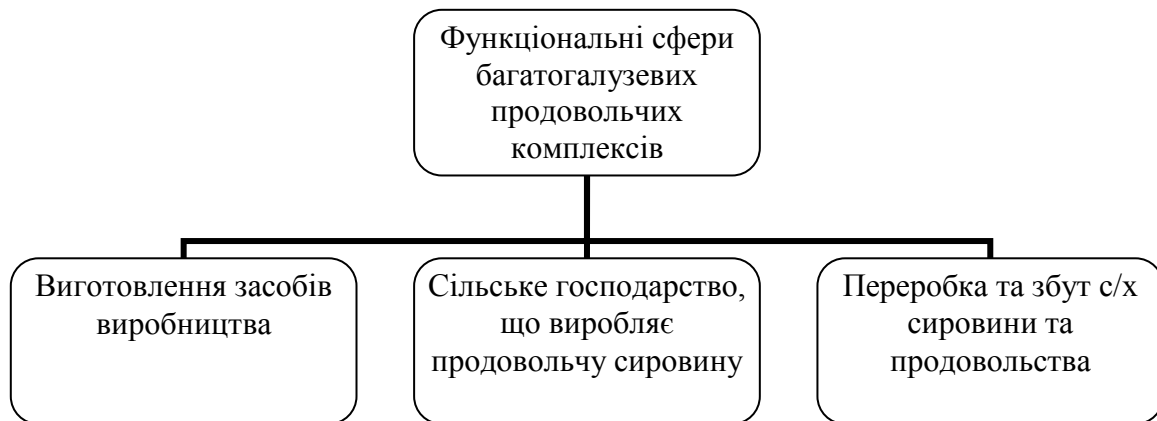 Функціональні сфери
багатогалузевих
продовольчих
комплексів
Виготовлення засобів
виробництва
Сільське господарство,
що виробляє
продовольчу сировину
Переробка та збут с/х
сировини та
продовольства